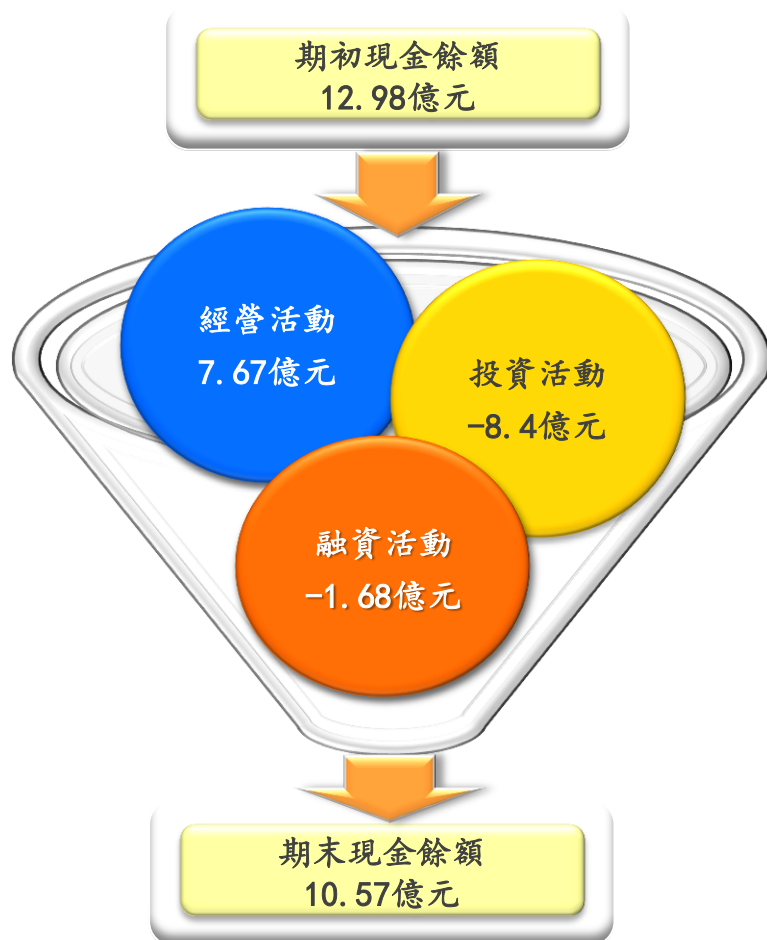 期初現金餘額
12.98億元
經營活動
7.67億元
投資活動
-8.4億元
融資活動
-1.68億元
期末現金餘額
10.57億元